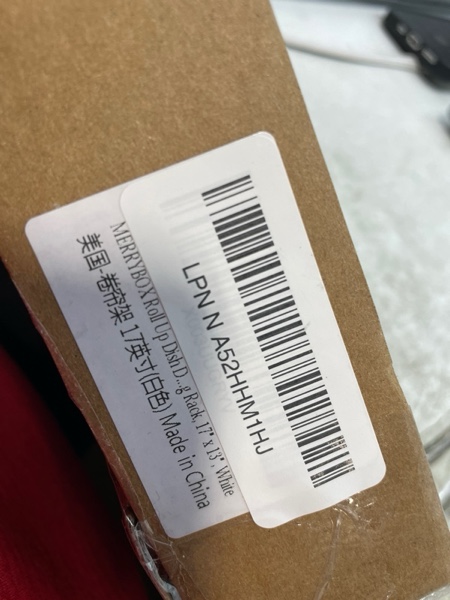 LPN N A52HHM1HJ
MERRYBOX Roll Up Dish D...g Rack, 17" x 13", White
美国-卷帘架 17英寸(白色) Made in China